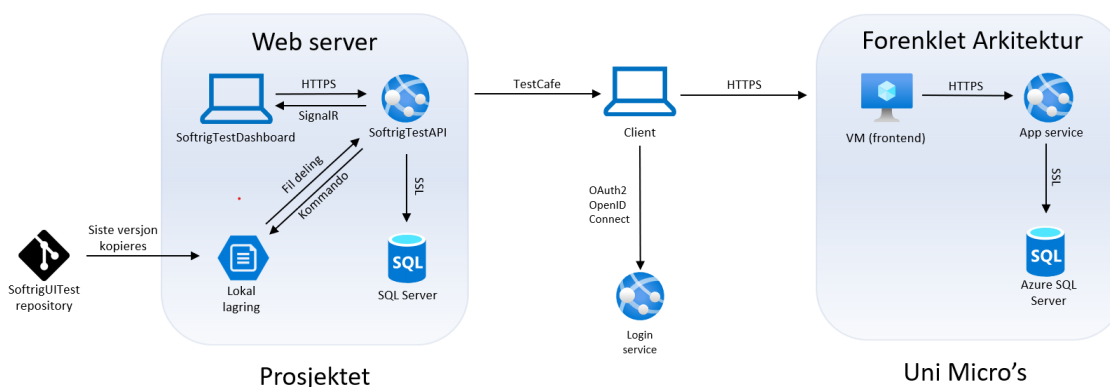 Web server
HTTPS
SignalR
SoftrigTestDashboard
SoftrigTestAPI
Fil deling
Kommando
SSL
Siste versjon
kopieres
SoftrigUITest
repository
Lokal
lagring
SQL
SQL Server
Prosjektet
TestCafe
Client
HTTPS
OAuth2
OpenID
Connect
Login
service
Forenklet Arkitektur
HTTPS
VM (frontend)
App service
SSL
SQL
Azure SQL
Server
Uni Micro's